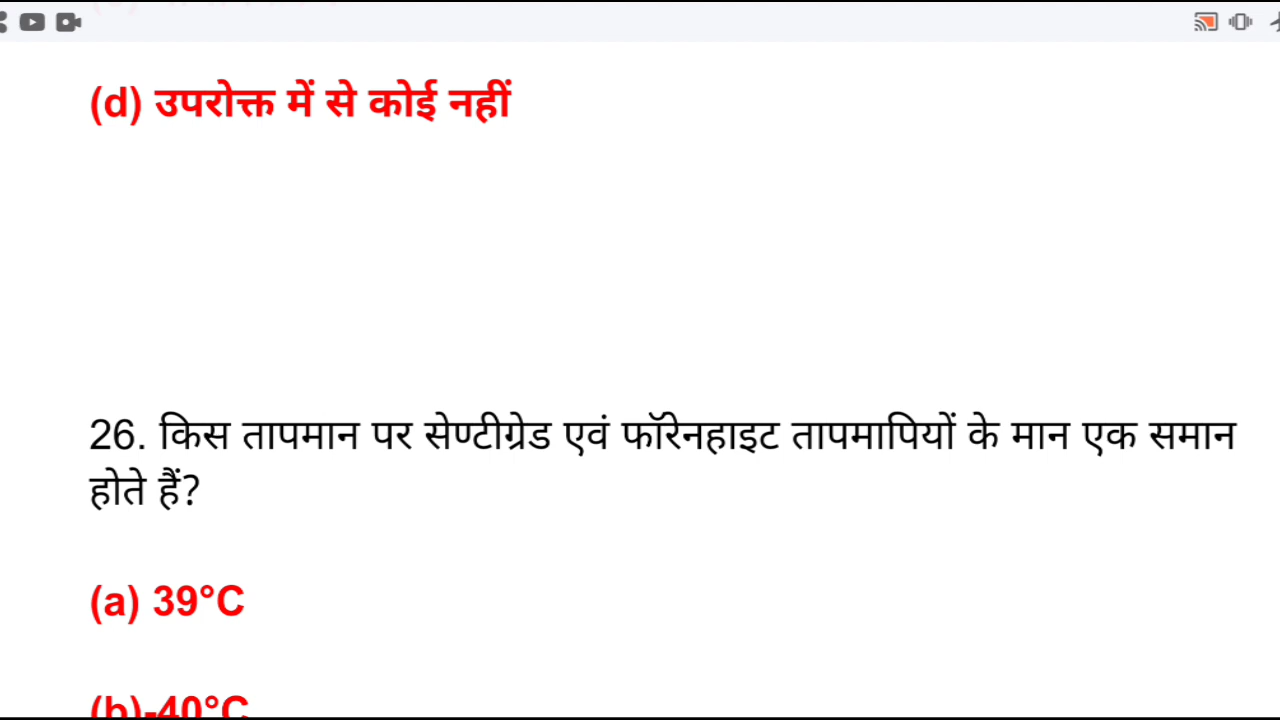 (d) उपरोक्त में से कोई नहीं
26. किस तापमान पर सेण्टीग्रेड एवं फॉरेनहाइट तापमापियों के मान एक समान
होते हैं?
(a) 39°C
(b)-40°C